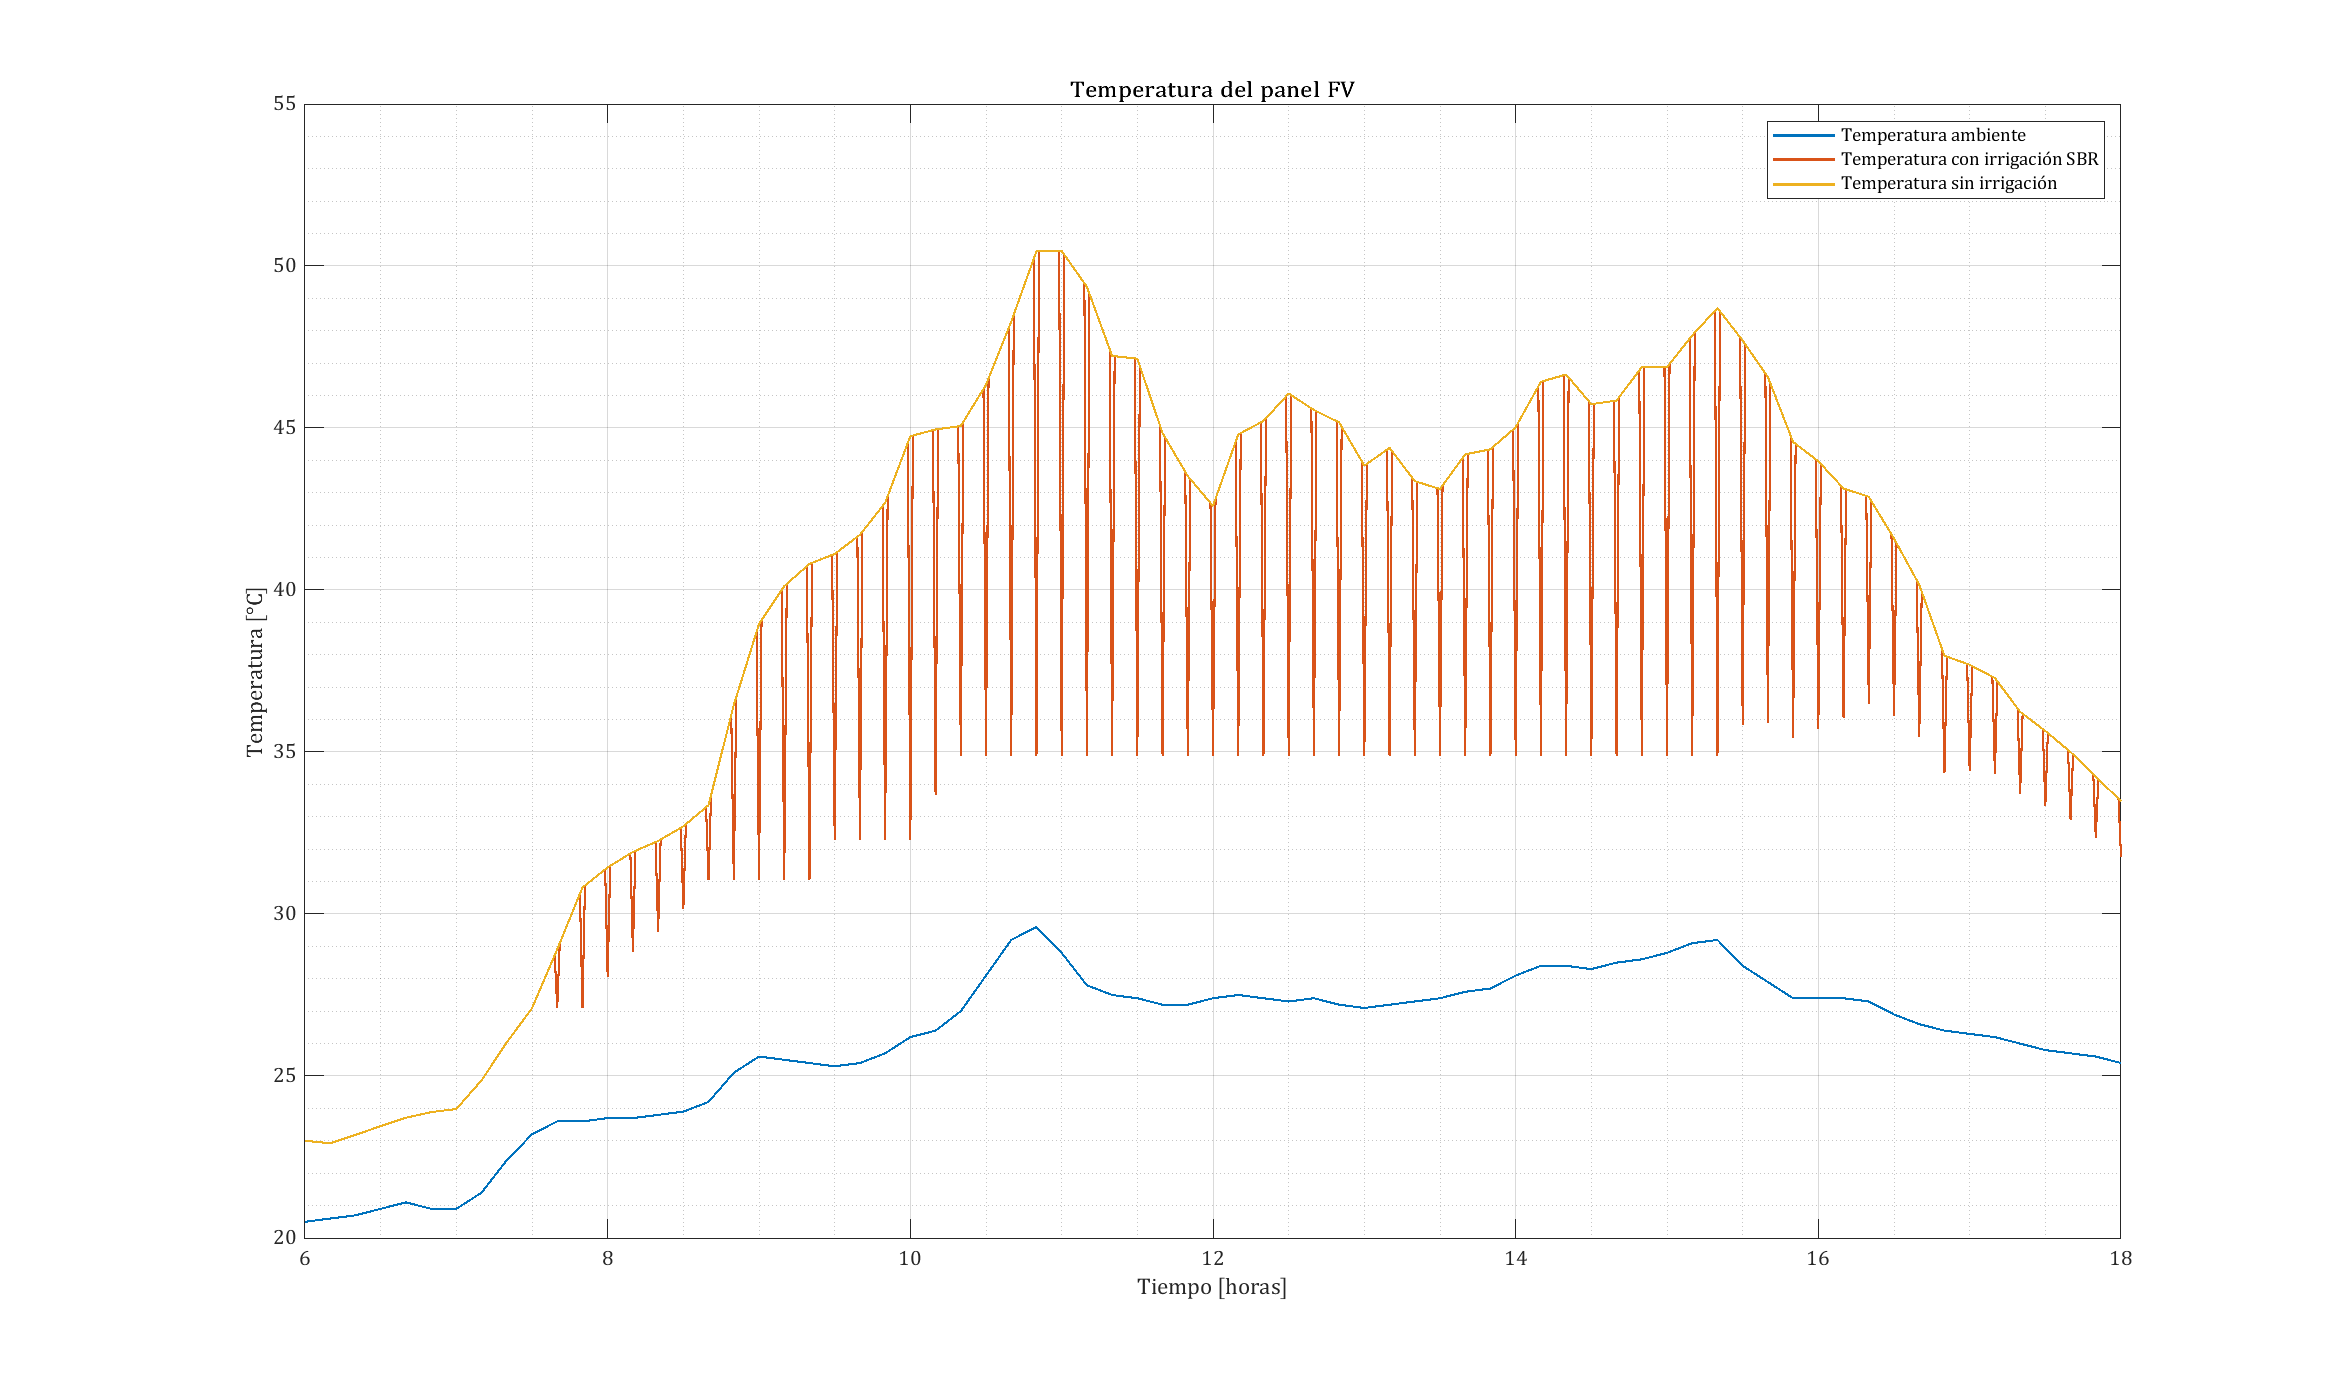 Temperatura del panel FV
55
50
45
40
35
30
25
20
Temperatura [°C]
Temperatura ambiente
Temperatura con irrigación SBR
Temperatura sin irrigación
6 8 10 12 14 16 18
Tiempo [horas]